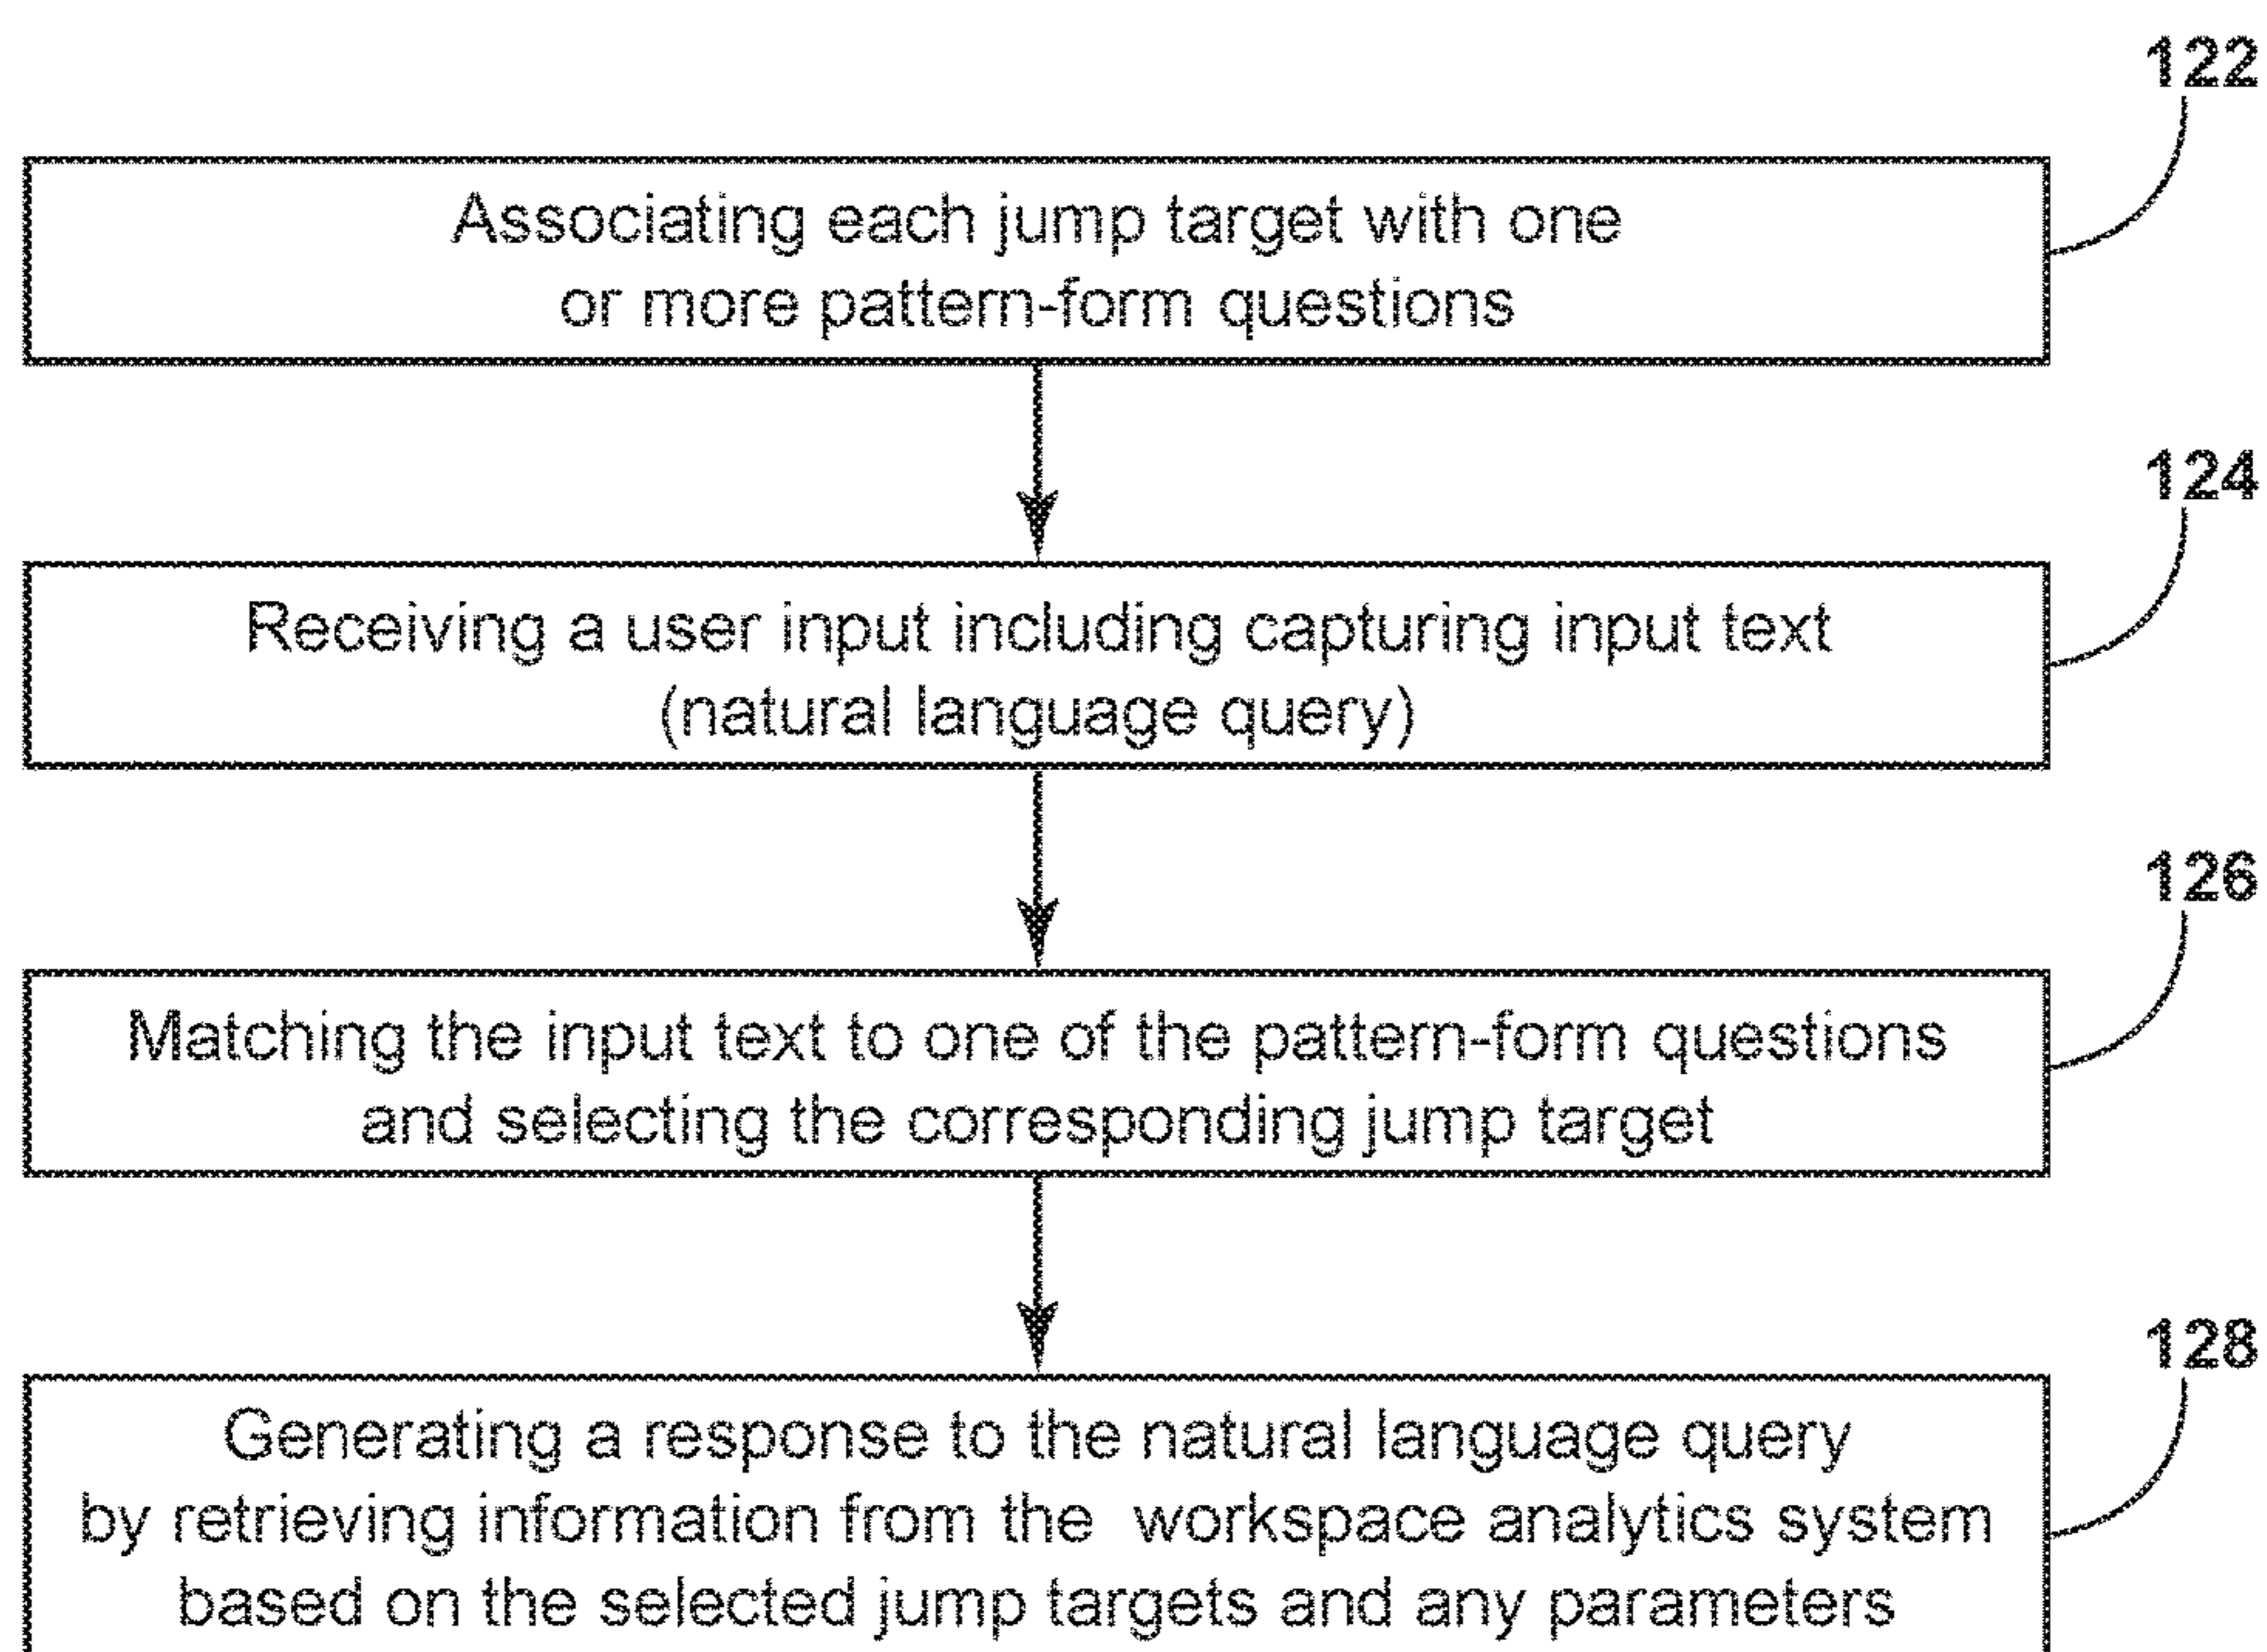 122
Associating each jump target with one
or more pattern-form questions
124
Receiving a user input including capturing input text
(natural language query)
126
Matching the input text to one of the pattern-form questions
and selecting the corresponding jump target
128
Generating a response to the natural language query
by retrieving information from the workspace analytics system
based on the selected jump targets and any parameters